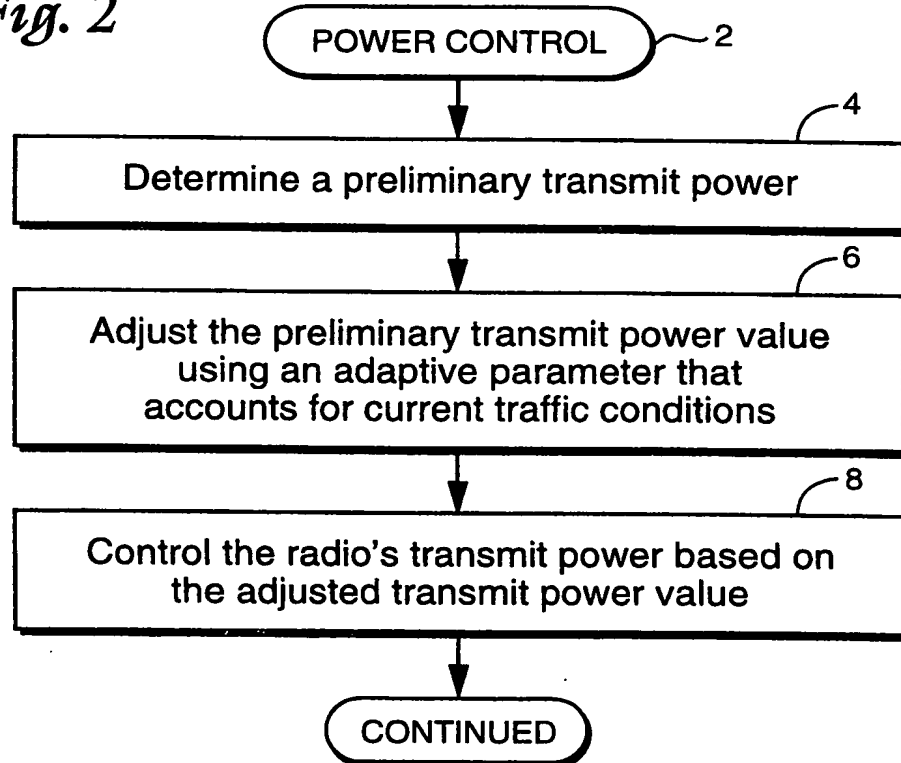 Fig. 2
POWER CONTROL
2
4
Determine a preliminary transmit power
6
Adjust the preliminary transmit power value
using an adaptive parameter that
accounts for current traffic conditions
8
Control the radio's transmit power based on
the adjusted transmit power value
CONTINUED